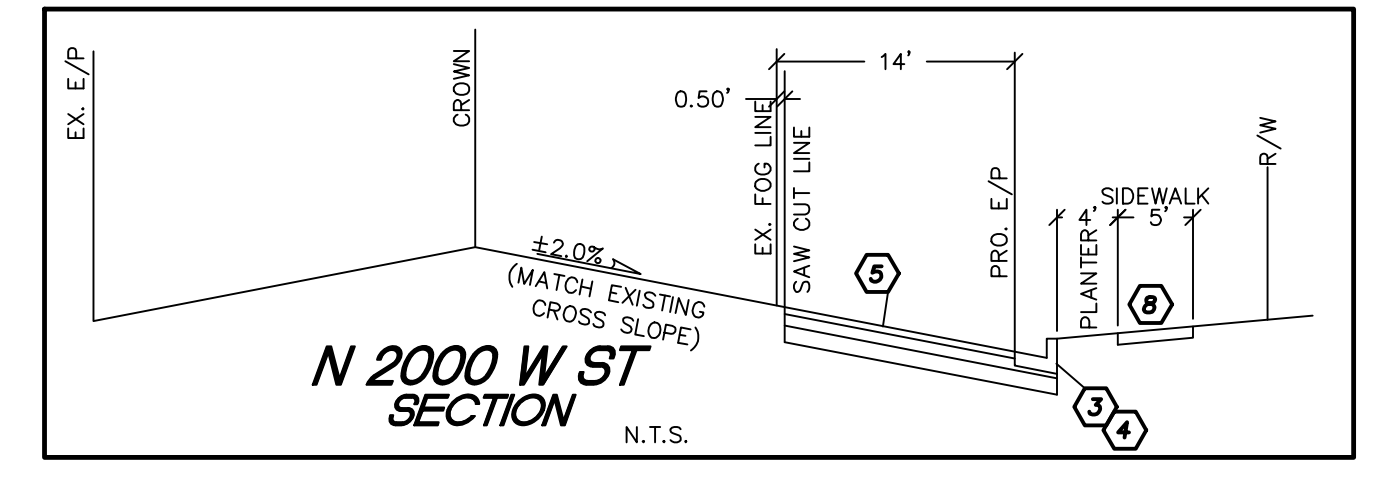 EX. E/P
CROWN
0.50'
14'
EX. FOG LINE
SAW CUT LINE
PRO. E/P
R/W
SIDEWALK
4'
5'
PLANTER
±2.0%
(MATCH EXISTING
CROSS SLOPE)
5
8
3
4
N 2000 W ST
SECTION
N.T.S.